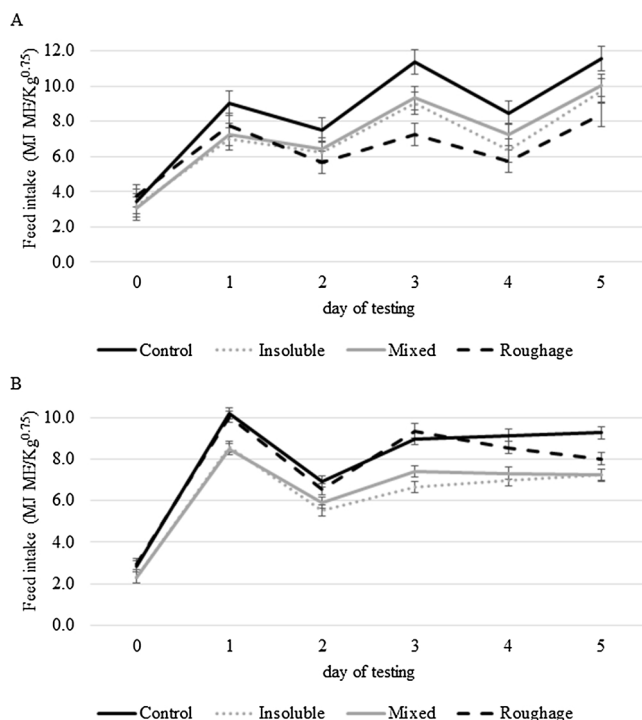 A
Feed intake (MJ ME/Kg0.75)
12.0
10.0
8.0
6.0
4.0
2.0
0.0
0 1 2 3 4 5
day of testing
Control Insoluble Mixed Roughage
B
Feed intake (MJ ME/Kg0.75)
10.0
8.0
6.0
4.0
2.0
0.0
0 1 2 3 4 5
day of testing
Control Insoluble Mixed Roughage